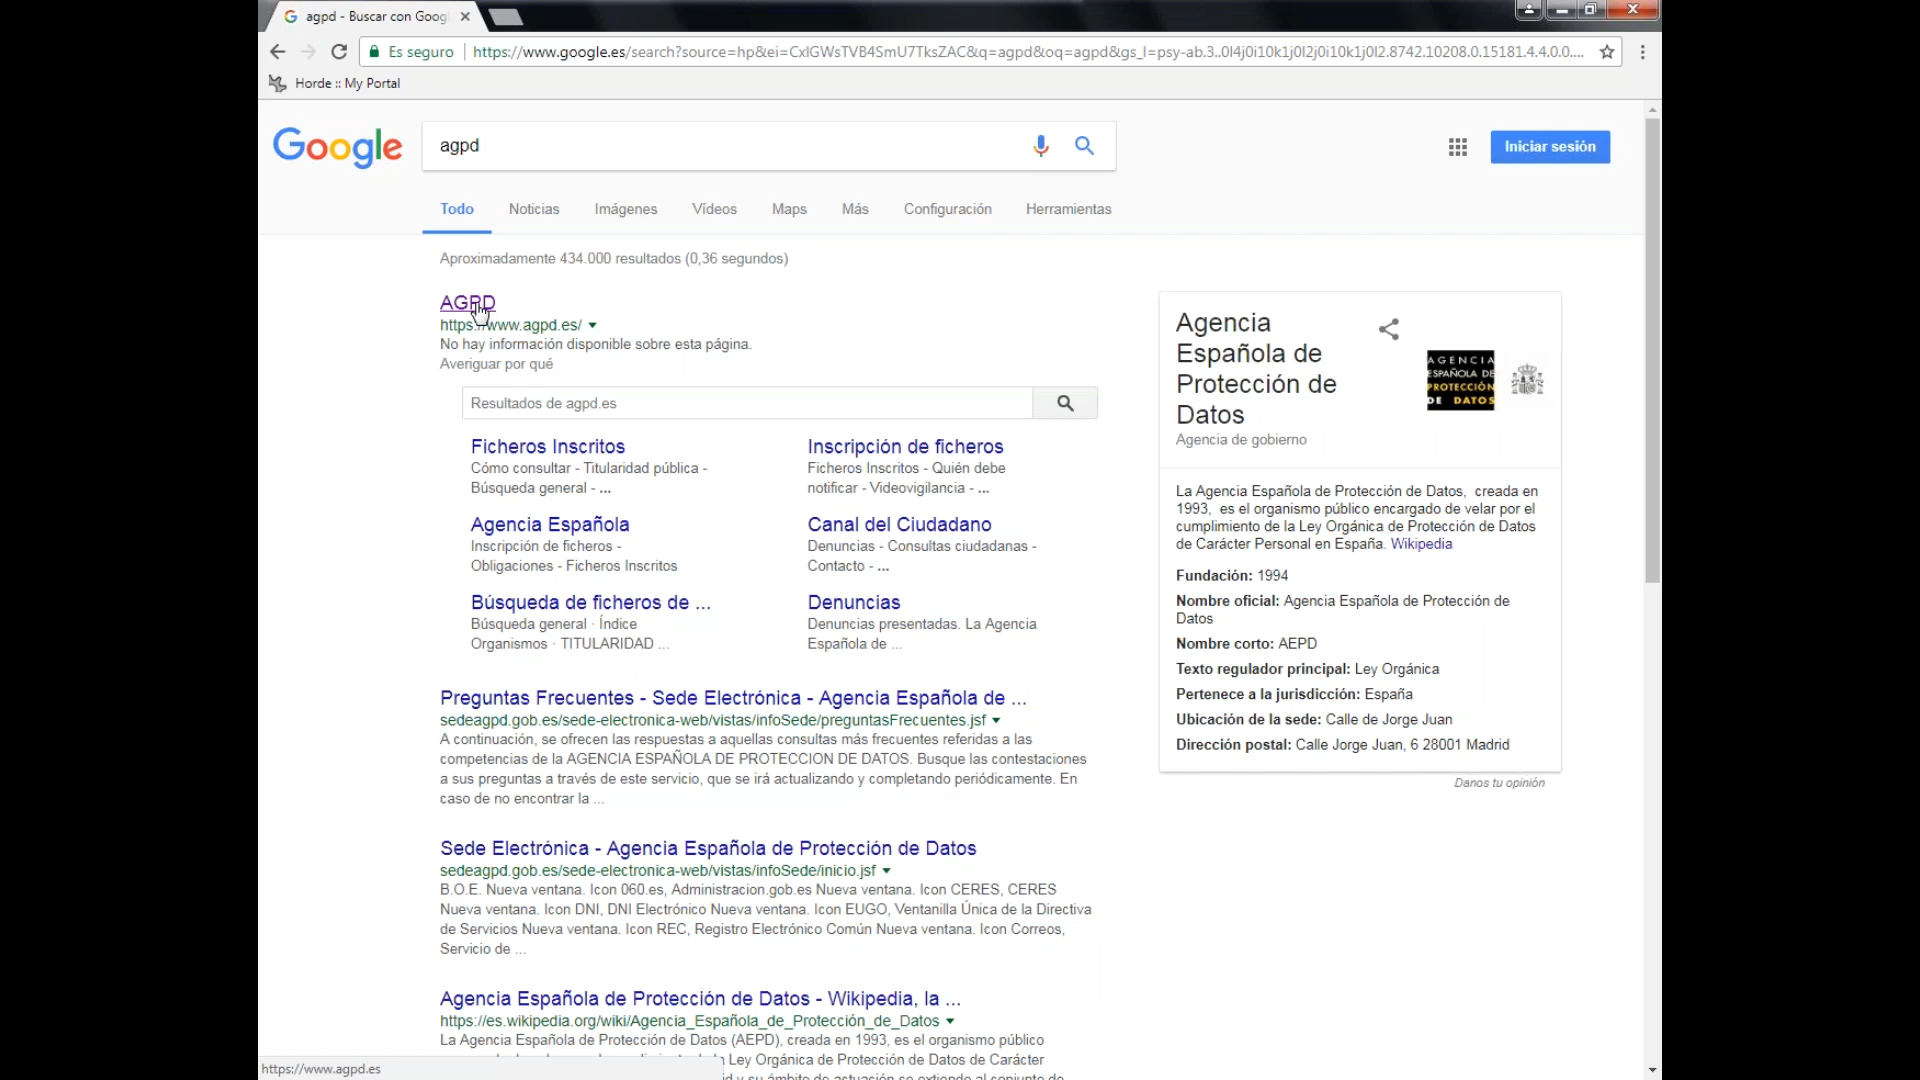 agpd - Buscar con Googl
Es seguro
https://www.google.es/search?source=hp&ei=CxlGWsTVB4SmU7TksZAC&q=agpd&oq=agpd&gs_l=psy-ab.3..0l4j0i10k1j0l2j0i10k1j0l2.8742.10208.0.15181.4.4.0.0....
Horde :: My Portal
Google
agpd
Iniciar sesión
Todo
Noticias
Imágenes
Vídeos
Maps
Más
Configuración
Herramientas
Aproximadamente 434.000 resultados (0,36 segundos)
AGPD
https://www.agpd.es/
No hay información disponible sobre esta página.
Averiguar por qué
Resultados de agpd.es
Ficheros Inscritos
Cómo consultar - Titularidad pública -
Búsqueda general - ...
Inscripción de ficheros
Ficheros Inscritos - Quién debe
notificar - Videovigilancia - ...
Agencia Española
Inscripción de ficheros -
Obligaciones - Ficheros Inscritos
Canal del Ciudadano
Denuncias - Consultas ciudadanas -
Contacto - ...
Búsqueda de ficheros de ...
Búsqueda general · Índice
Organismos · TITULARIDAD ...
Denuncias
Denuncias presentadas. La Agencia
Española de ...
Preguntas Frecuentes - Sede Electrónica - Agencia Española de ...
sedeagpd.gob.es/sede-electronica-web/vistas/infoSede/preguntasFrecuentes.jsf
A continuación, se ofrecen las respuestas a aquellas consultas más frecuentes referidas a las
competencias de la AGENCIA ESPAÑOLA DE PROTECCION DE DATOS. Busque las contestaciones
a sus preguntas a través de este servicio, que se irá actualizando y completando periódicamente. En
caso de no encontrar la ...
Sede Electrónica - Agencia Española de Protección de Datos
sedeagpd.gob.es/sede-electronica-web/vistas/infoSede/inicio.jsf
B.O.E. Nueva ventana. Icon 060.es, Administracion.gob.es Nueva ventana. Icon CERES, CERES
Nueva ventana. Icon DNI, DNI Electrónico Nueva ventana. Icon EUGO, Ventanilla Única de la Directiva
de Servicios Nueva ventana. Icon REC, Registro Electrónico Común Nueva ventana. Icon Correos,
Servicio de ...
Agencia Española de Protección de Datos - Wikipedia, la ...
https://es.wikipedia.org/wiki/Agencia_Española_de_Protección_de_Datos
La Agencia Española de Protección de Datos (AEPD), creada en 1993, es el organismo público
Ley Orgánica de Protección de Datos de Carácter
y su ámbito de actuación se extiende al conjunto de
https://www.agpd.es
Agencia
Española de
Protección de
Datos
Agencia de gobierno
AGENCIA
ESPAÑOLA DE
PROTECCIÓN
DE DATOS
La Agencia Española de Protección de Datos, creada en
1993, es el organismo público encargado de velar por el
cumplimiento de la Ley Orgánica de Protección de Datos
de Carácter Personal en España. Wikipedia
Fundación: 1994
Nombre oficial: Agencia Española de Protección de
Datos
Nombre corto: AEPD
Texto regulador principal: Ley Orgánica
Pertenece a la jurisdicción: España
Ubicación de la sede: Calle de Jorge Juan
Dirección postal: Calle Jorge Juan, 6 28001 Madrid
Danos tu opinión